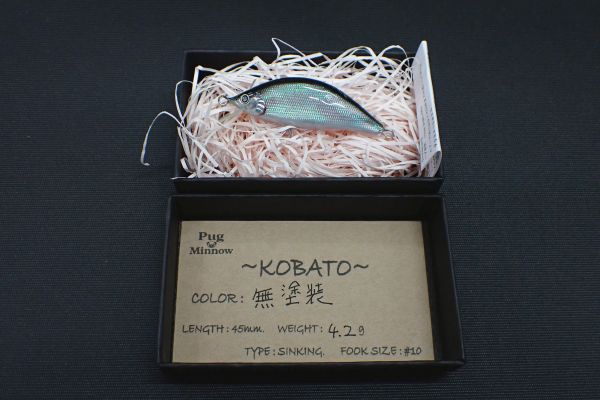 Pug
Minnow
~KOBATO~
COLOR: 無塗装
LENGTH: 45mm. WEIGHT: 4.2g
TYPE: SINKING. FOOK SIZE: #10